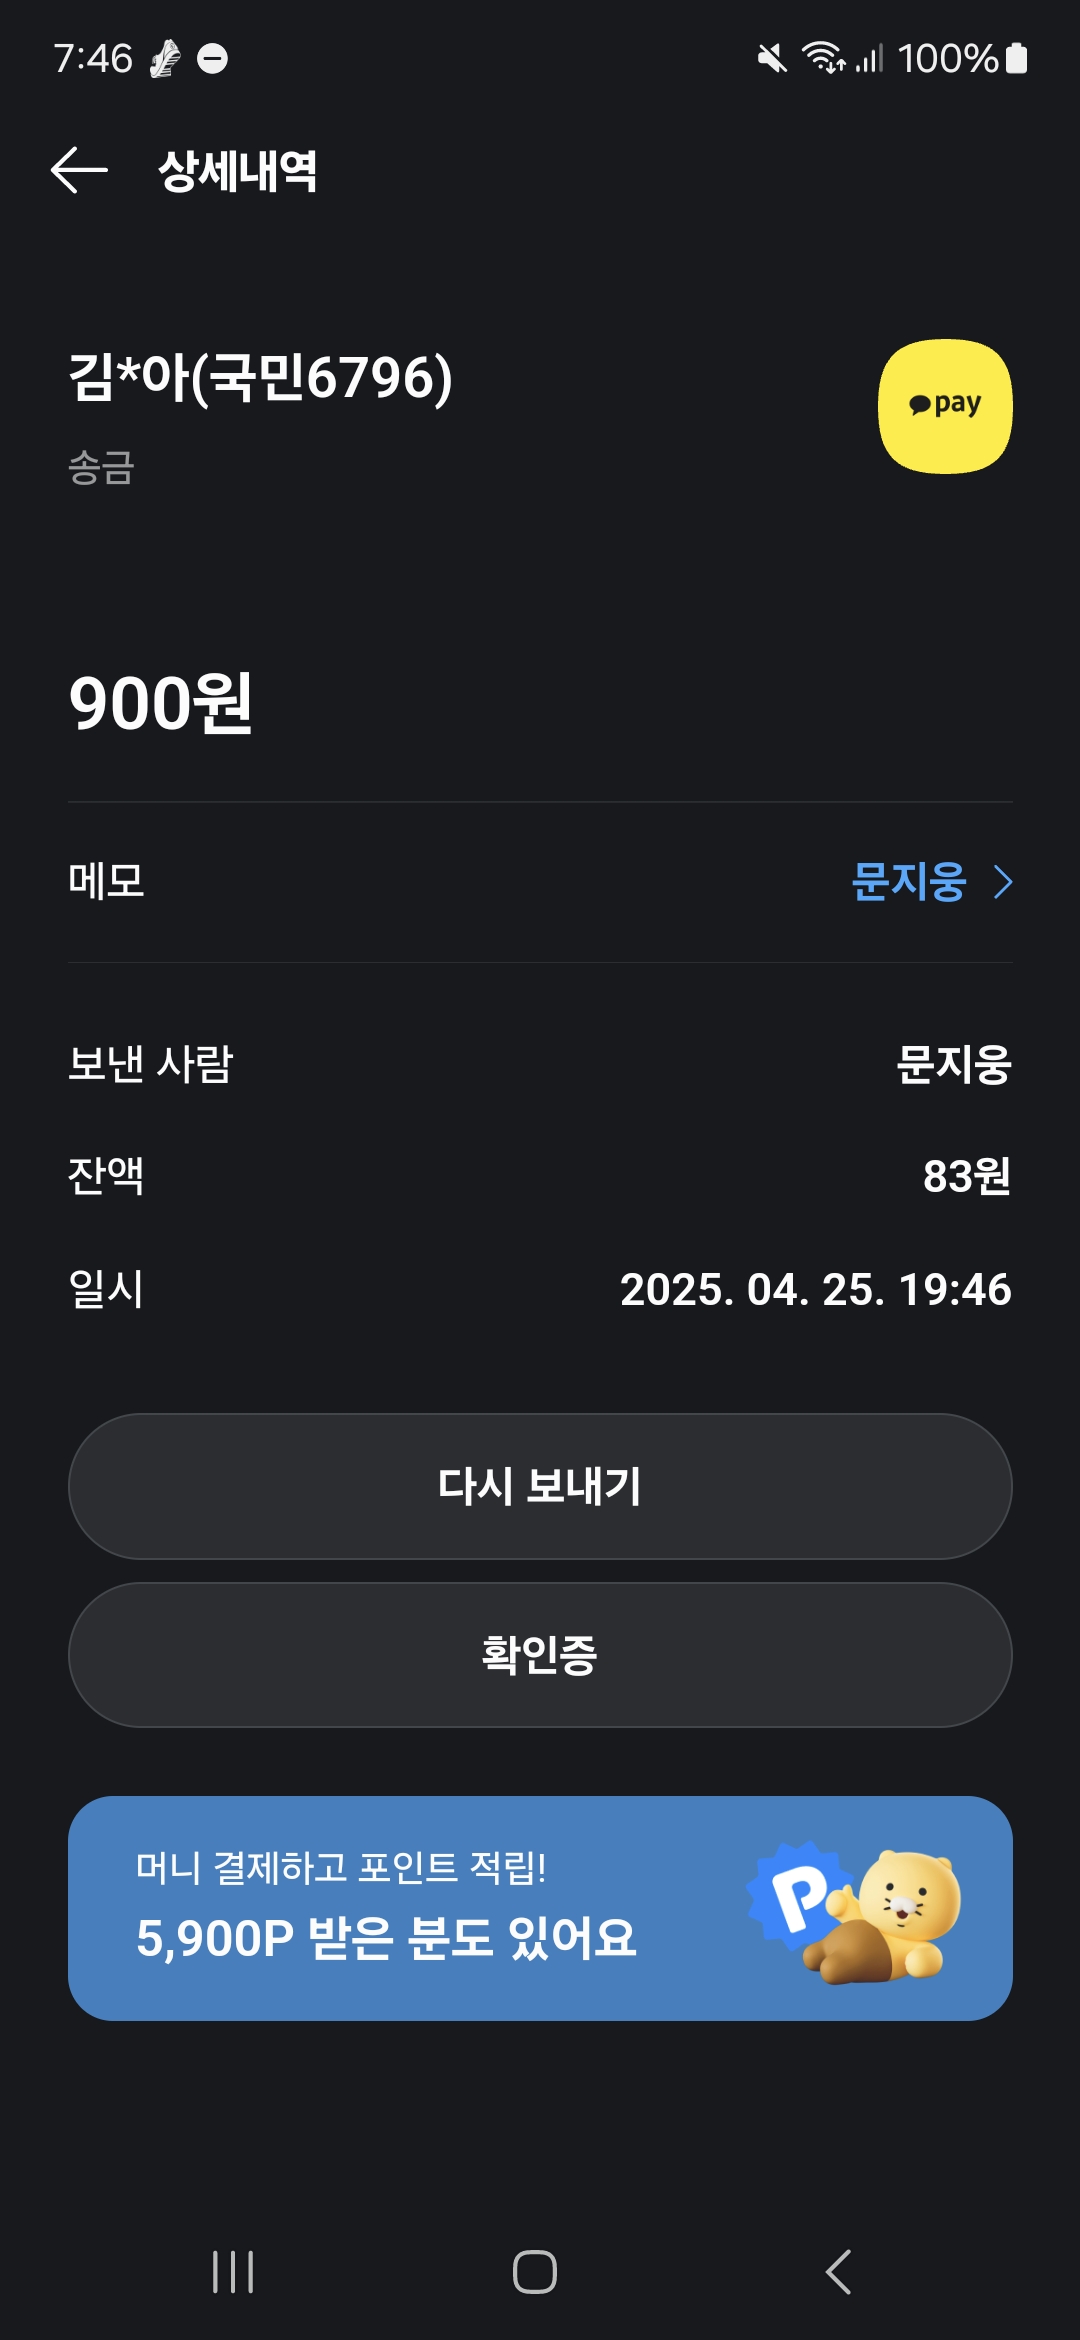 7:46 100%
상세내역
김*아(국민6796)
pay
송금
900원
메모 문지웅
보낸 사람 문지웅
잔액 83원
일시 2025. 04. 25. 19:46
다시 보내기
확인증
머니 결제하고 포인트 적립!
5,900P 받은 분도 있어요
P